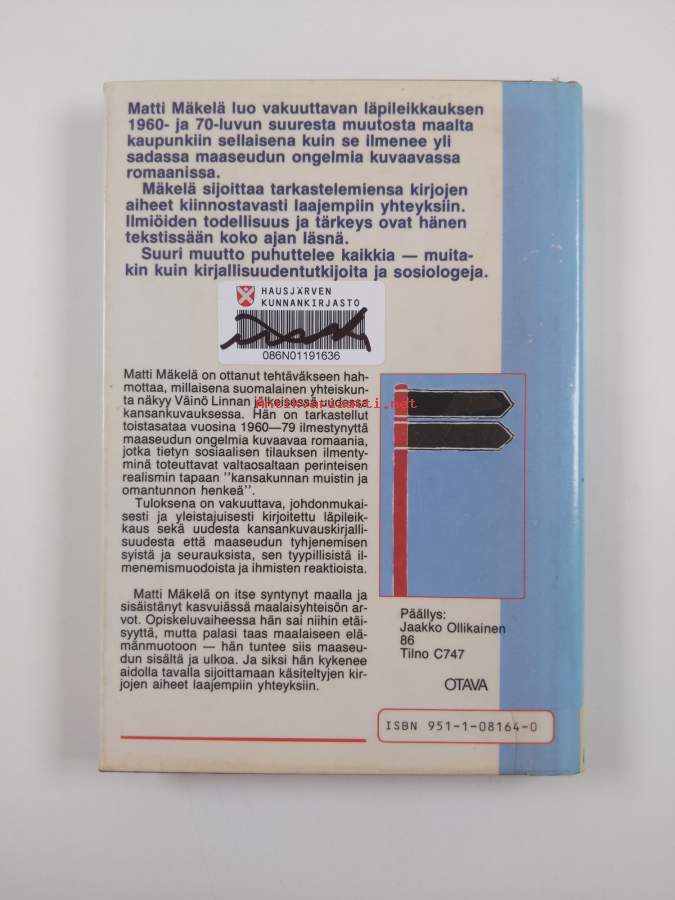 Matti Mäkelä luo vakuuttavan läpileikkauksen
1960- ja 70-luvun suuresta muutosta maalta
kaupunkiin sellaisena kuin se ilmenee yli
sadassa maaseudun ongelmia kuvaavassa
romaanissa.
Mäkelä sijoittaa tarkastelemiensa kirjojen
aiheet kiinnostavasti laajempiin yhteyksiin.
Ilmiöiden todellisuus ja tärkeys ovat hänen
tekstissään koko ajan läsnä.
Suuri muutto puhuttelee kaikkia — muita-
kin kuin kirjallisuudentutkijoita ja sosiologeja.
HAUSJÄRVEN
KUNNANKIRJASTO
086N01191636
Matti Mäkelä on ottanut tehtäväkseen hah-
mottaa, millaisena suomalainen yhteiskun-
ta näkyy Väinö Linnan jälkeisessä uudessa
antikvariaatti.net
kansankuvauksessa. Hän on tarkastellut
toistasataa vuosina 1960—79 ilmestynyttä
maaseudun ongelmia kuvaavaa romaania,
jotka tietyn sosiaalisen tilauksen ilmenty-
minä toteuttavat valtaosaltaan perinteisen
realismin tapaan ''kansakunnan muistin ja
omantunnon henkeä''.
Tuloksena on vakuuttava, johdonmukai-
sesti ja yleistajuisesti kirjoitettu läpileik-
kaus sekä uudesta kansankuvauskirjalli-
suudesta että maaseudun tyhjenemisen
syistä ja seurauksista, sen tyypillisistä il-
menemismuodoista ja ihmisten reaktioista.
Matti Mäkelä on itse syntynyt maalla ja
sisäistänyt kasvuiässä maalaisyhteisön ar-
vot. Opiskeluvaiheessa hän sai niihin etäi-
syyttä, mutta palasi taas maalaiseen elä-
mänmuotoon — hän tuntee siis maaseu-
dun sisältä ja ulkoa. Ja siksi hän kykenee
aidolla tavalla sijoittamaan käsiteltyjen kir-
jojen aiheet laajempiin yhteyksiin.
Päällys:
Jaakko Ollikainen
86
Tilno C747
OTAVA
ISBN 951-1-08164-0